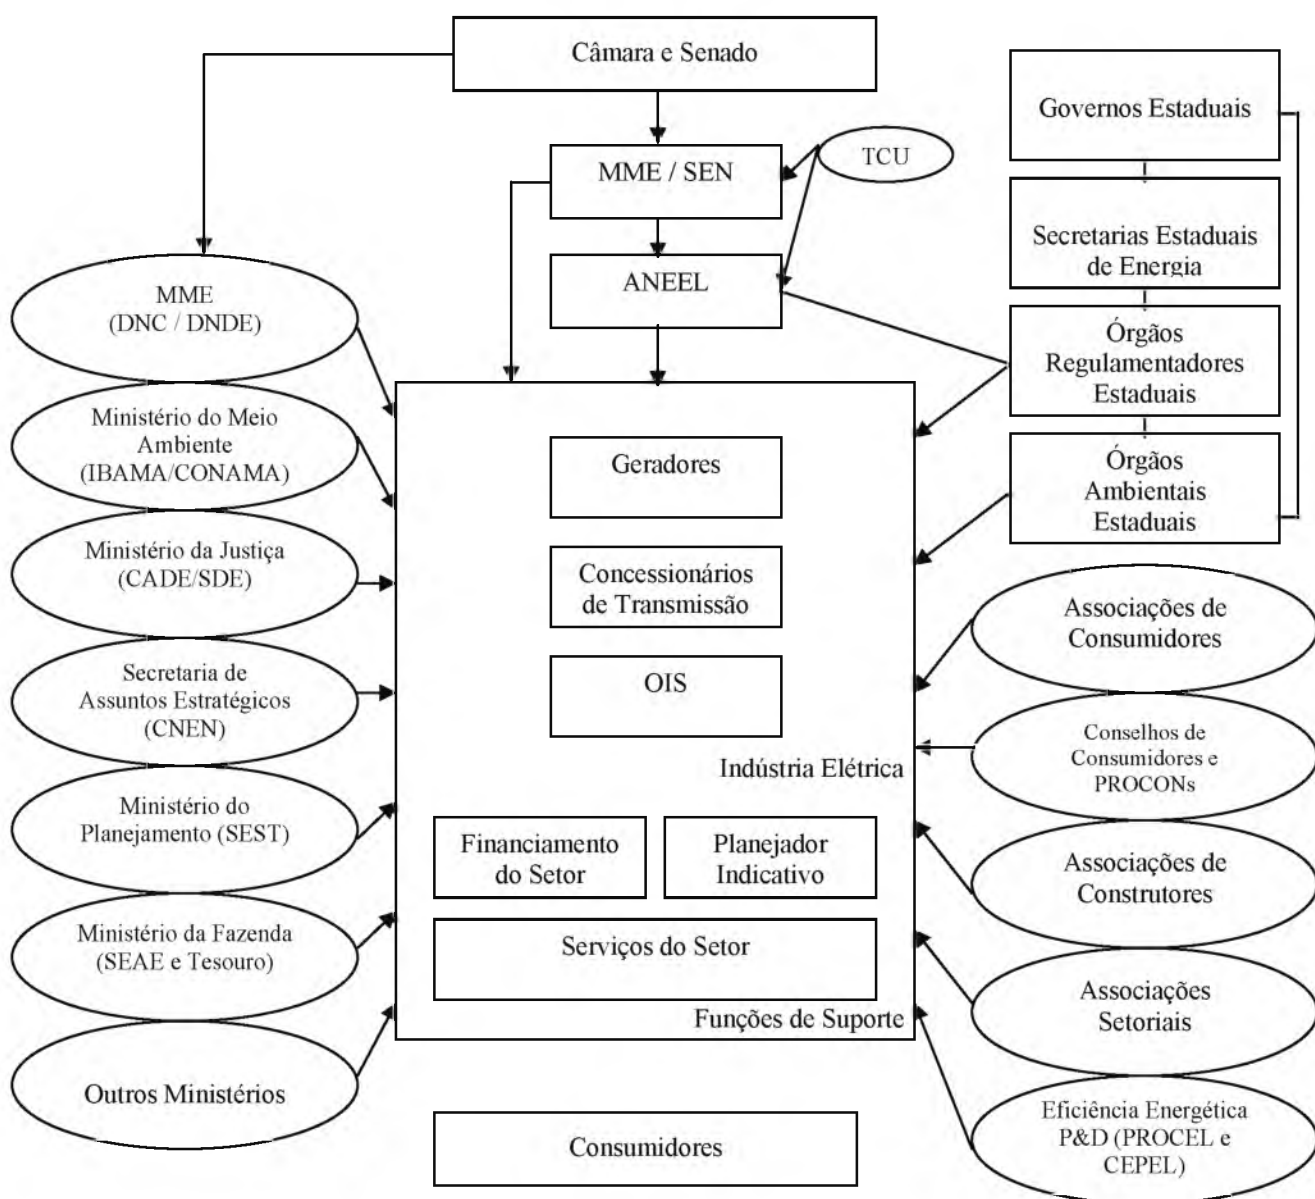 Câmara e Senado
MME / SEN
TCU
ANEEL
Governos Estaduais
Secretarias Estaduais
de Energia
Órgãos
Regulamentadores
Estaduais
Órgãos
Ambientais
Estaduais
MME
(DNC / DNDE)
Ministério do Meio
Ambiente
(IBAMA/CONAMA)
Ministério da Justiça
(CADE/SDE)
Secretaria de
Assuntos Estratégicos
(CNEN)
Ministério do
Planejamento (SEST)
Ministério da Fazenda
(SEAE e Tesouro)
Outros Ministérios
Geradores
Concessionários
de Transmissão
OIS
Indústria Elétrica
Financiamento
do Setor
Planejador
Indicativo
Serviços do Setor
Funções de Suporte
Consumidores
Associações de
Consumidores
Conselhos de
Consumidores e
PROCONs
Associações de
Construtores
Associações
Setoriais
Eficiência Energética
P&D (PROCEL e
CEPEL)